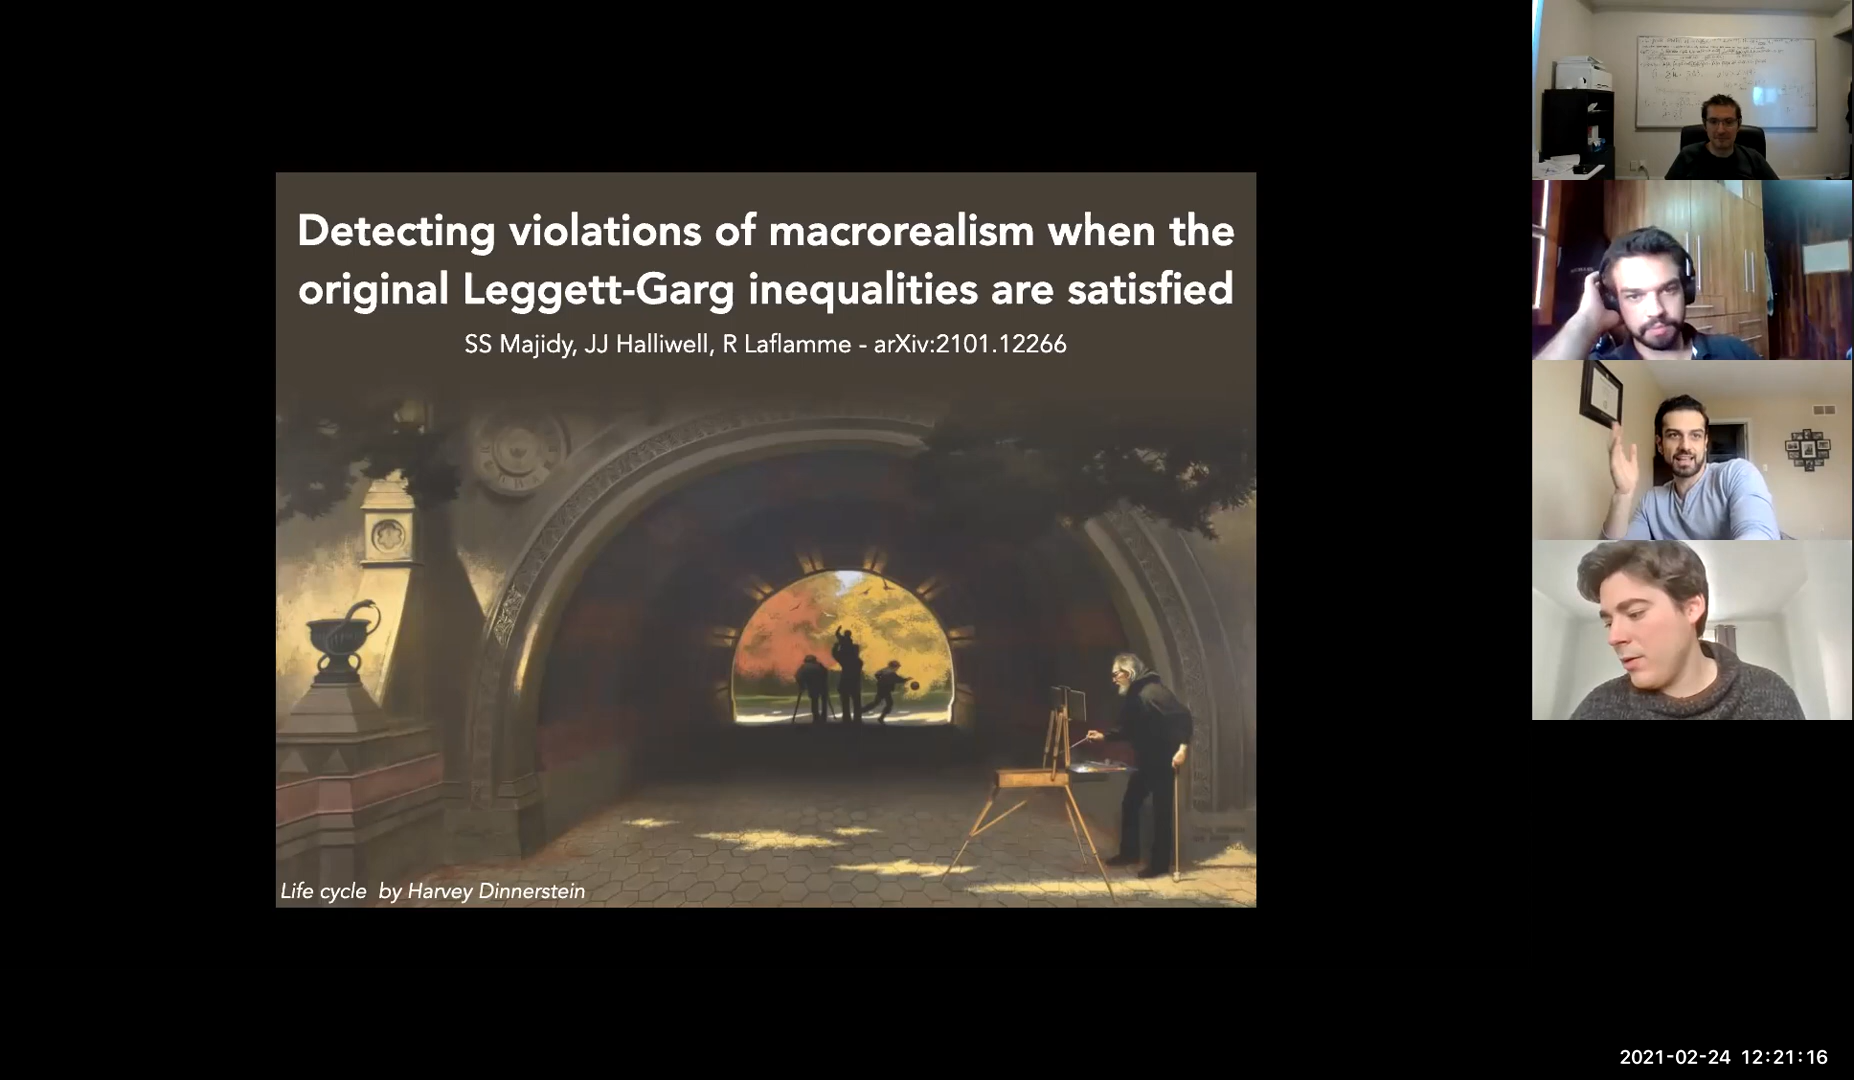 Detecting violations of macrorealism when the
original Leggett-Garg inequalities are satisfied
SS Majidy, JJ Halliwell, R Laflamme - arXiv:2101.12266
Life cycle by Harvey Dinnerstein
2021-02-24 12:21:16